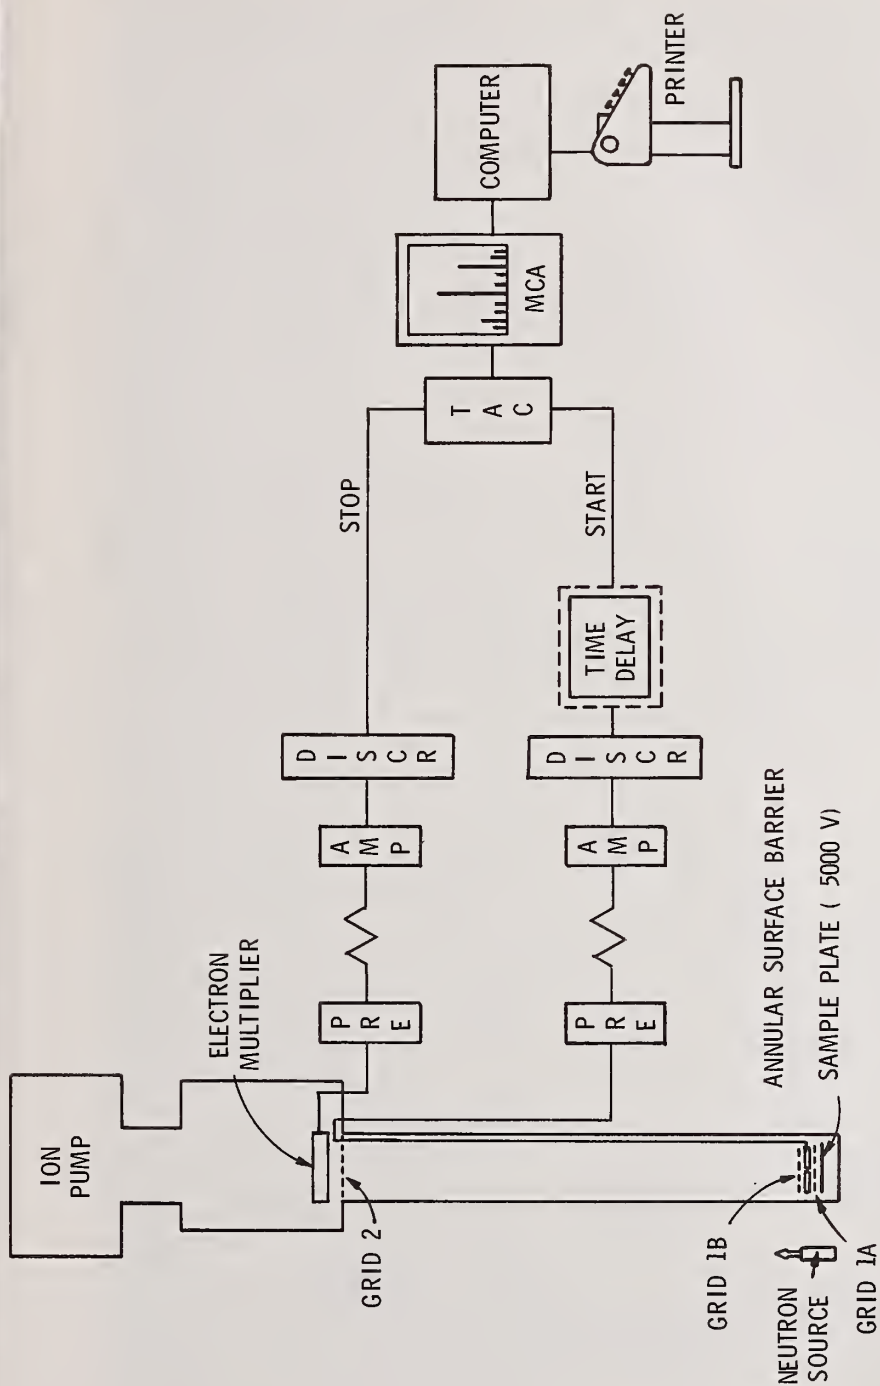 ION
PUMP
ELECTRON
MULTIPLIER
GRID 2
GRID 1B
NEUTRON
SOURCE
GRID 1A
ANNULAR SURFACE BARRIER
SAMPLE PLATE ( 5000 V)
PRE
AMP
DISCR
STOP
PRE
AMP
DISCR
TIME
DELAY
START
TAC
MCA
COMPUTER
PRINTER